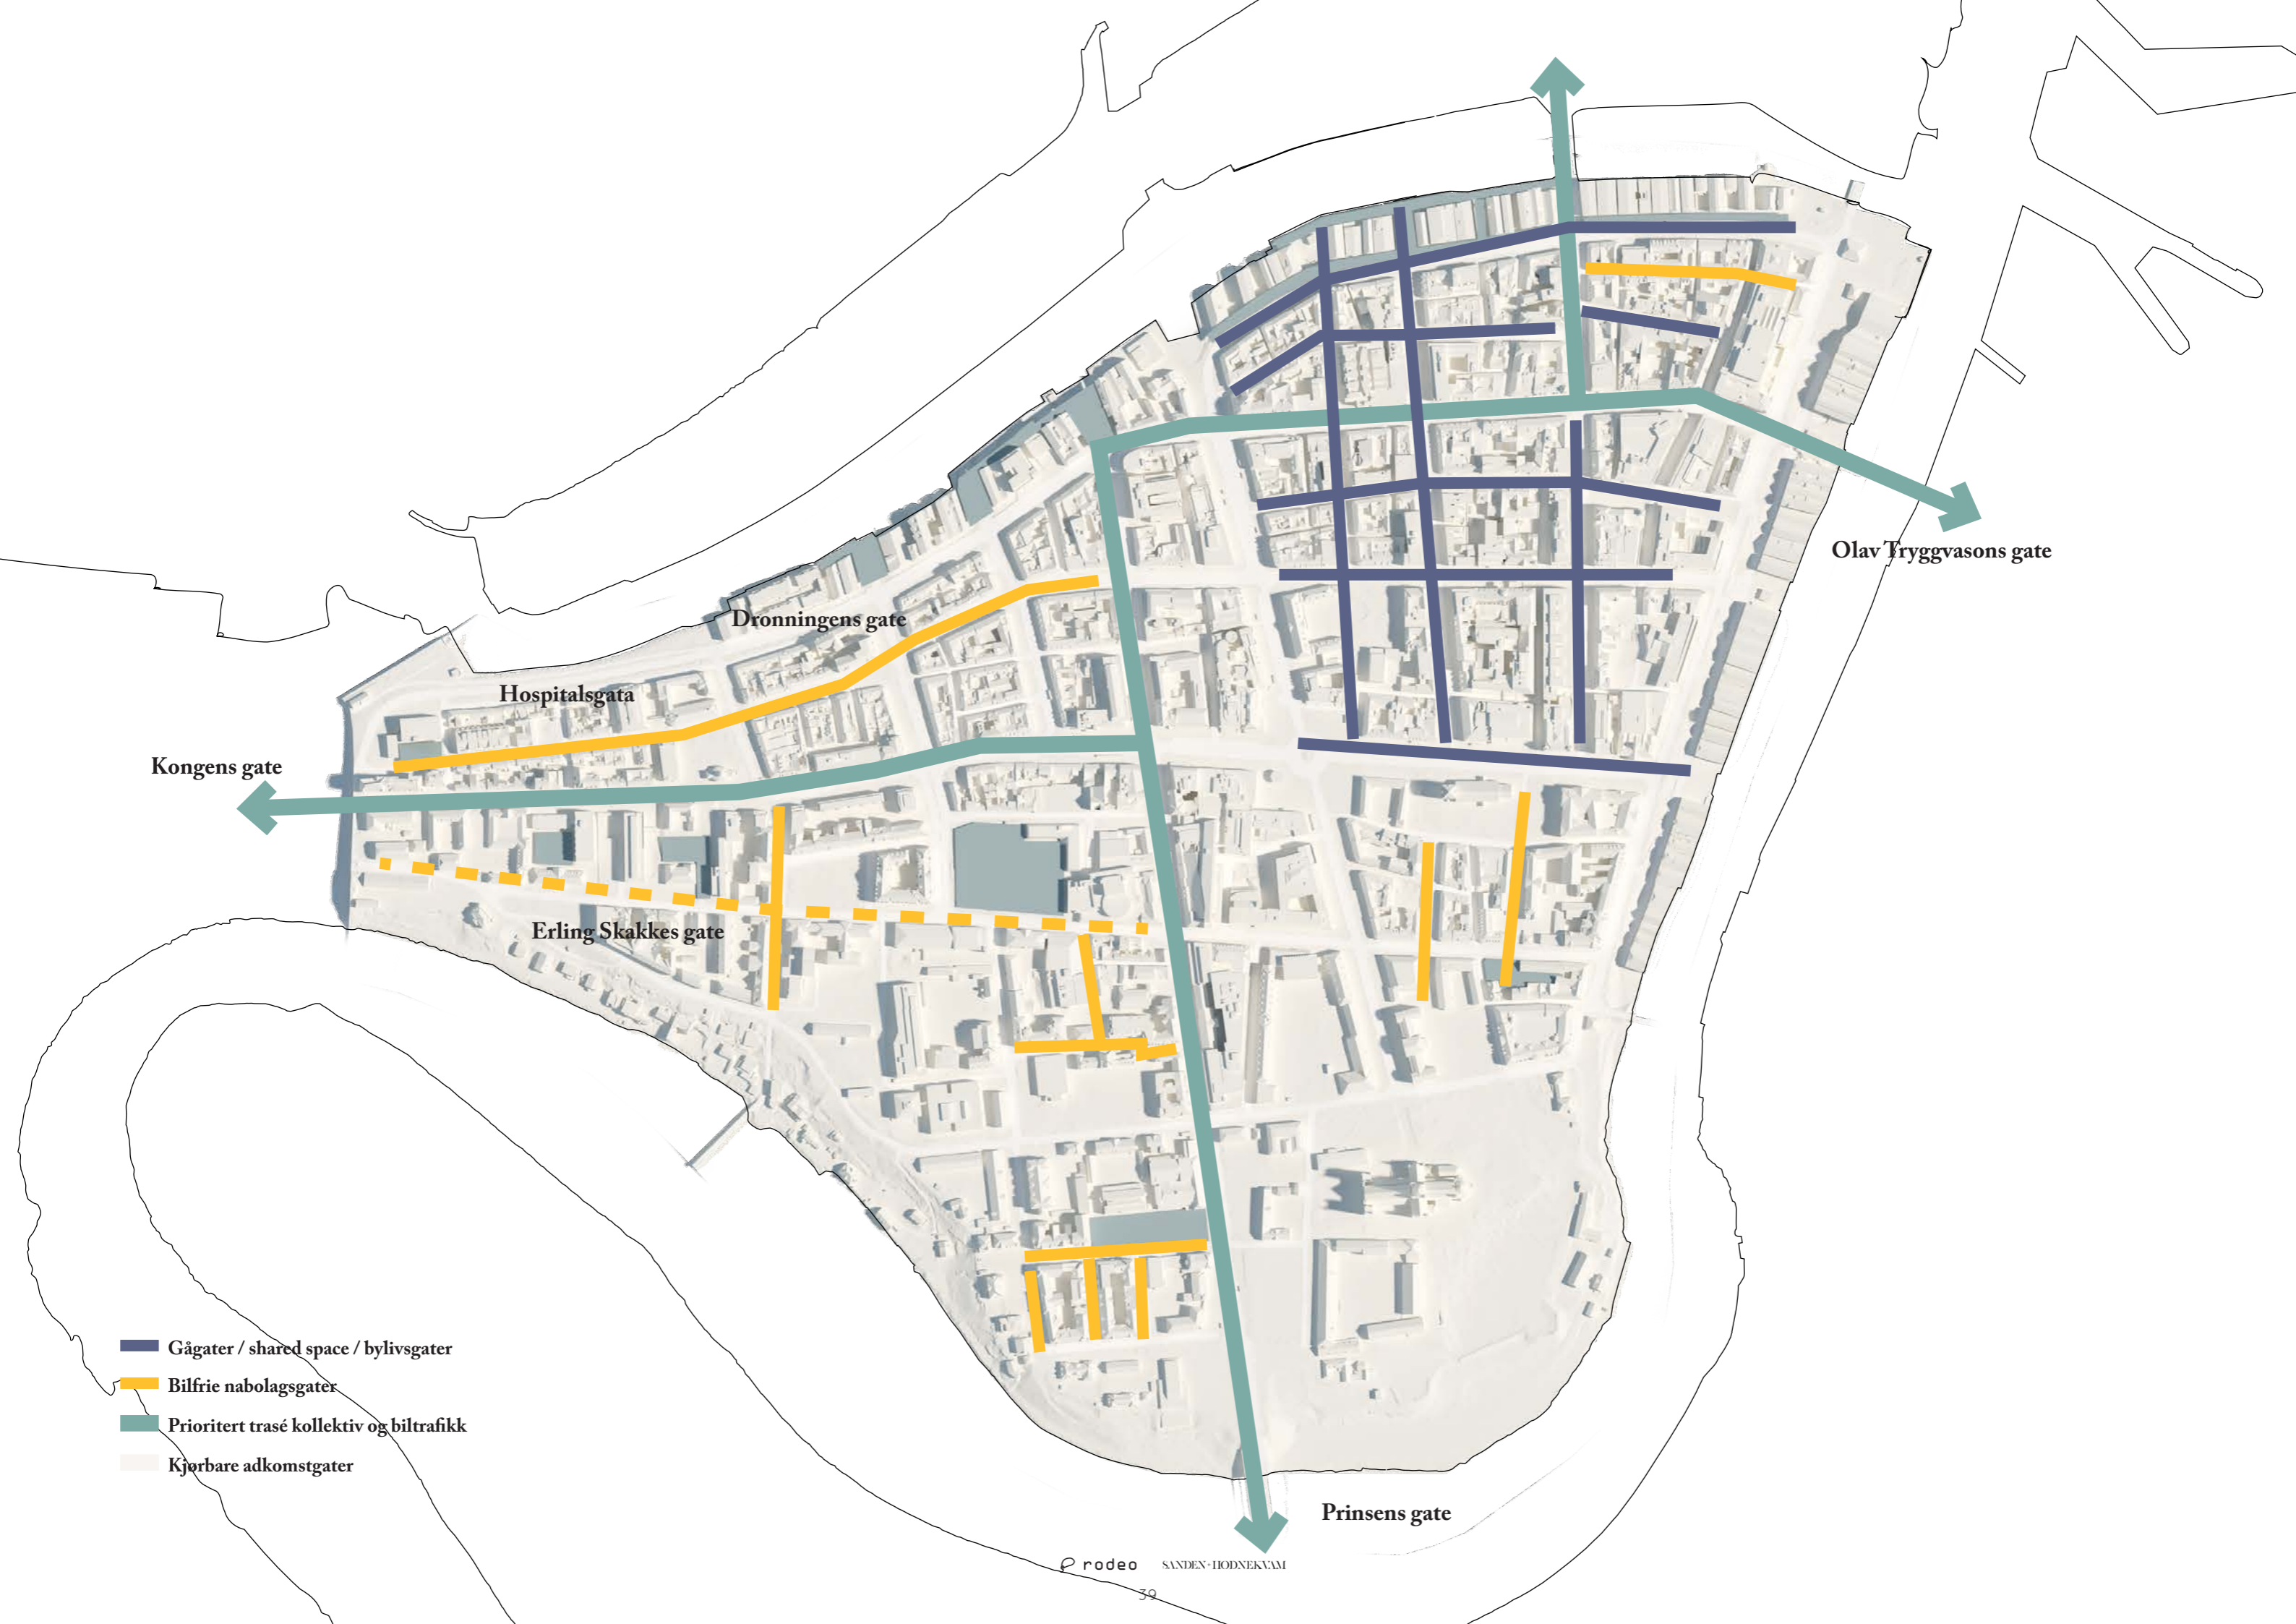 Olav Tryggvasons gate
Dronningens gate
Hospitalsgata
Kongens gate
Erling Skakkes gate
Gågater / shared space / bylivsgater
Bilfrie nabolagsgater
Prioritert trasé kollektiv og biltrafikk
Kjørbare adkomstgater
Prinsens gate
rodeo SANDEN+HODNEKVAM
39